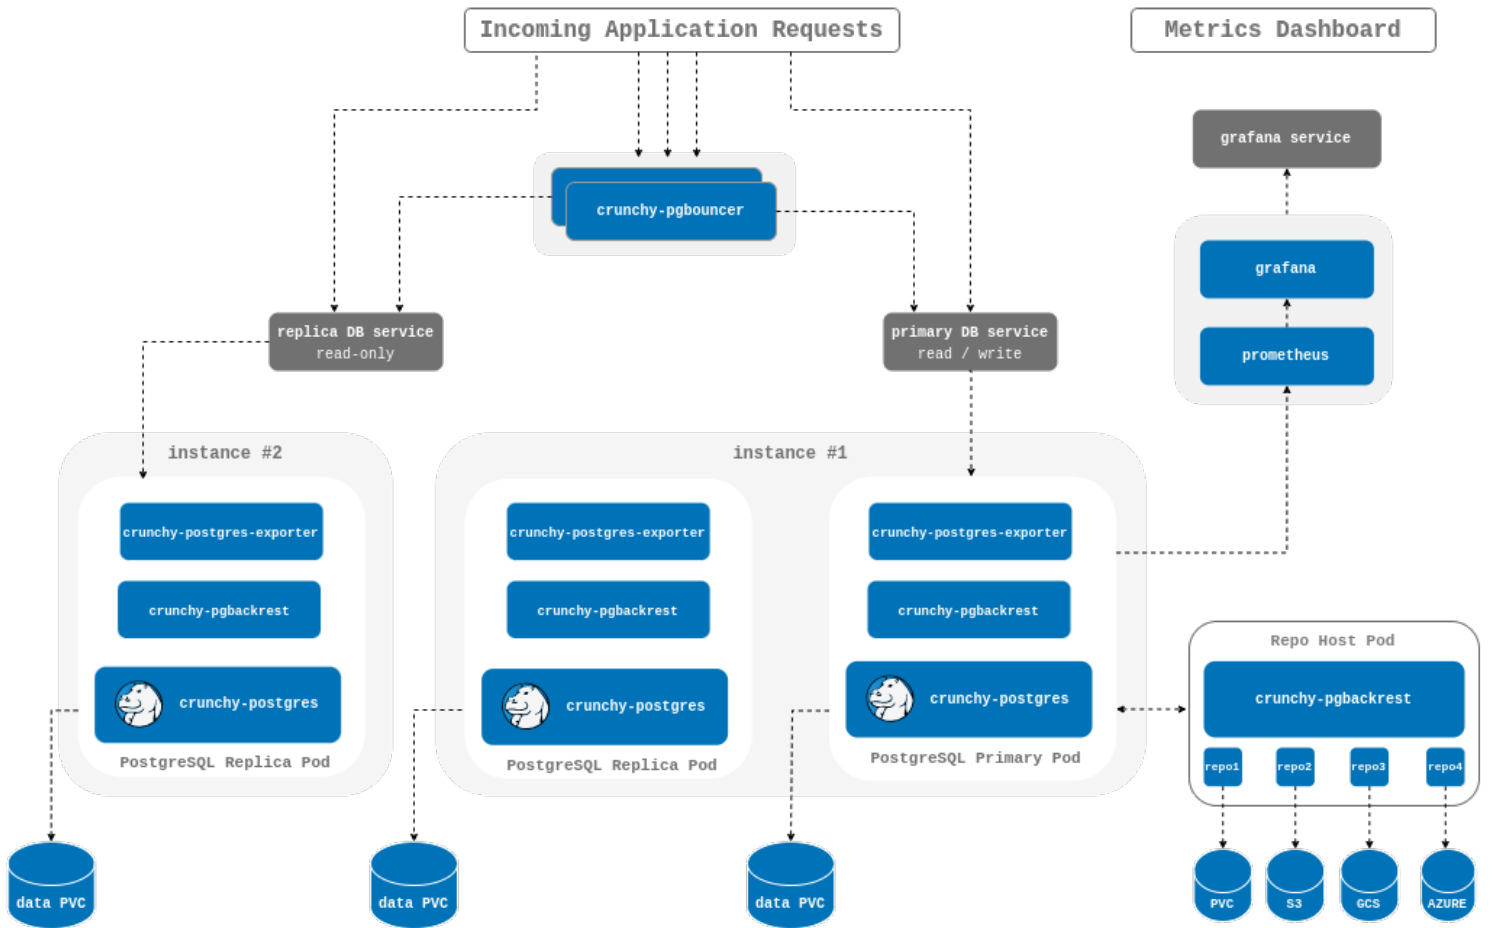 Incoming Application Requests
Metrics Dashboard
grafana service
crunchy-pgbouncer
grafana
replica DB service
read-only
primary DB service
read / write
prometheus
instance #2
instance #1
crunchy-postgres-exporter
crunchy-postgres-exporter
crunchy-postgres-exporter
crunchy-pgbackrest
crunchy-pgbackrest
crunchy-pgbackrest
crunchy-postgres
crunchy-postgres
crunchy-postgres
PostgreSQL Replica Pod
PostgreSQL Replica Pod
PostgreSQL Primary Pod
Repo Host Pod
crunchy-pgbackrest
repo1
repo2
repo3
repo4
data PVC
data PVC
data PVC
PVC
S3
GCS
AZURE